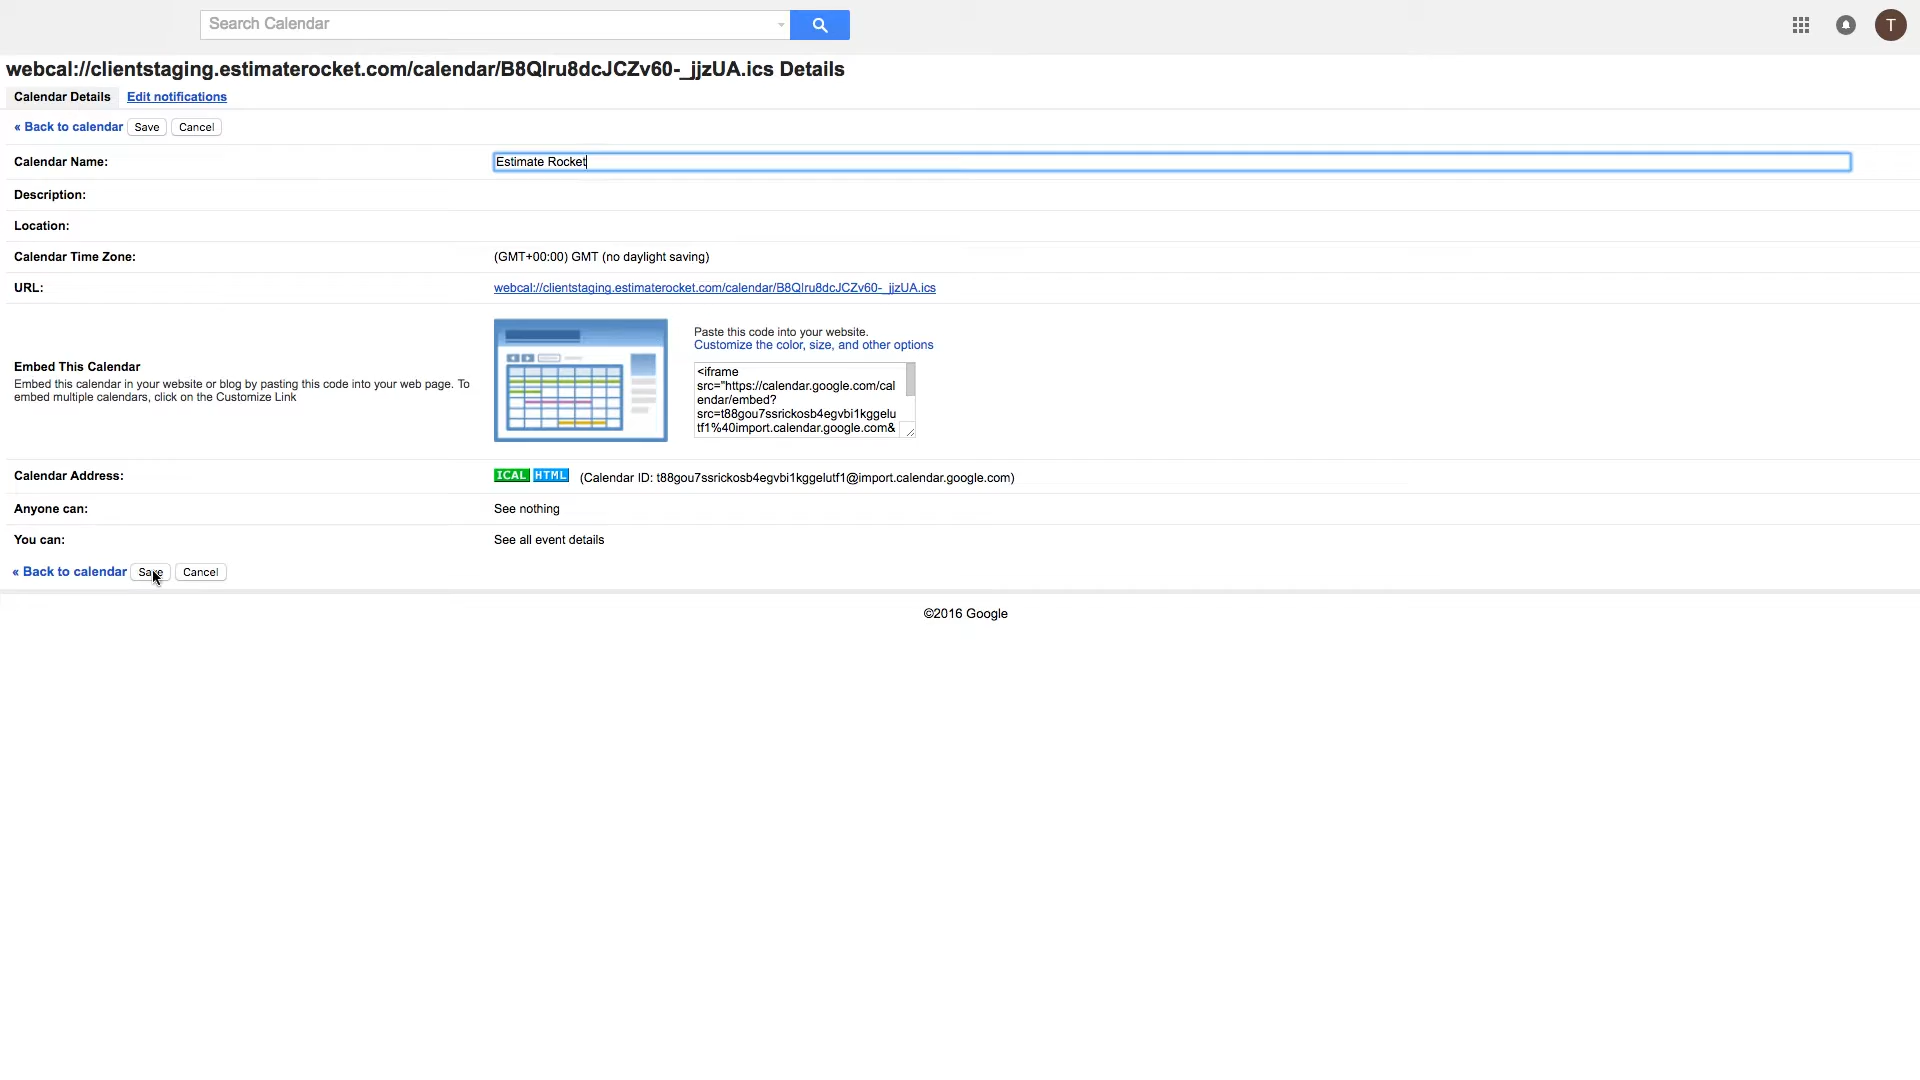 Search Calendar
T
webcal://clientstaging.estimaterocket.com/calendar/B8QIru8dcJCZv60-_jjzUA.ics Details
Calendar Details Edit notifications
« Back to calendar Save Cancel
Calendar Name: Estimate Rocket
Description:
Location:
Calendar Time Zone: (GMT+00:00) GMT (no daylight saving)
URL: webcal://clientstaging.estimaterocket.com/calendar/B8QIru8dcJCZv60-_jjzUA.ics
Embed This Calendar
Embed this calendar in your website or blog by pasting this code into your web page. To
embed multiple calendars, click on the Customize Link
Paste this code into your website.
Customize the color, size, and other options
<iframe
src="https://calendar.google.com/cal
endar/embed?
src=t88gou7ssrickosb4egvbi1kggelu
tf1%40import.calendar.google.com&
Calendar Address: ICAL HTML (Calendar ID: t88gou7ssrickosb4egvbi1kggelutf1@import.calendar.google.com)
Anyone can: See nothing
You can: See all event details
« Back to calendar Save Cancel
©2016 Google